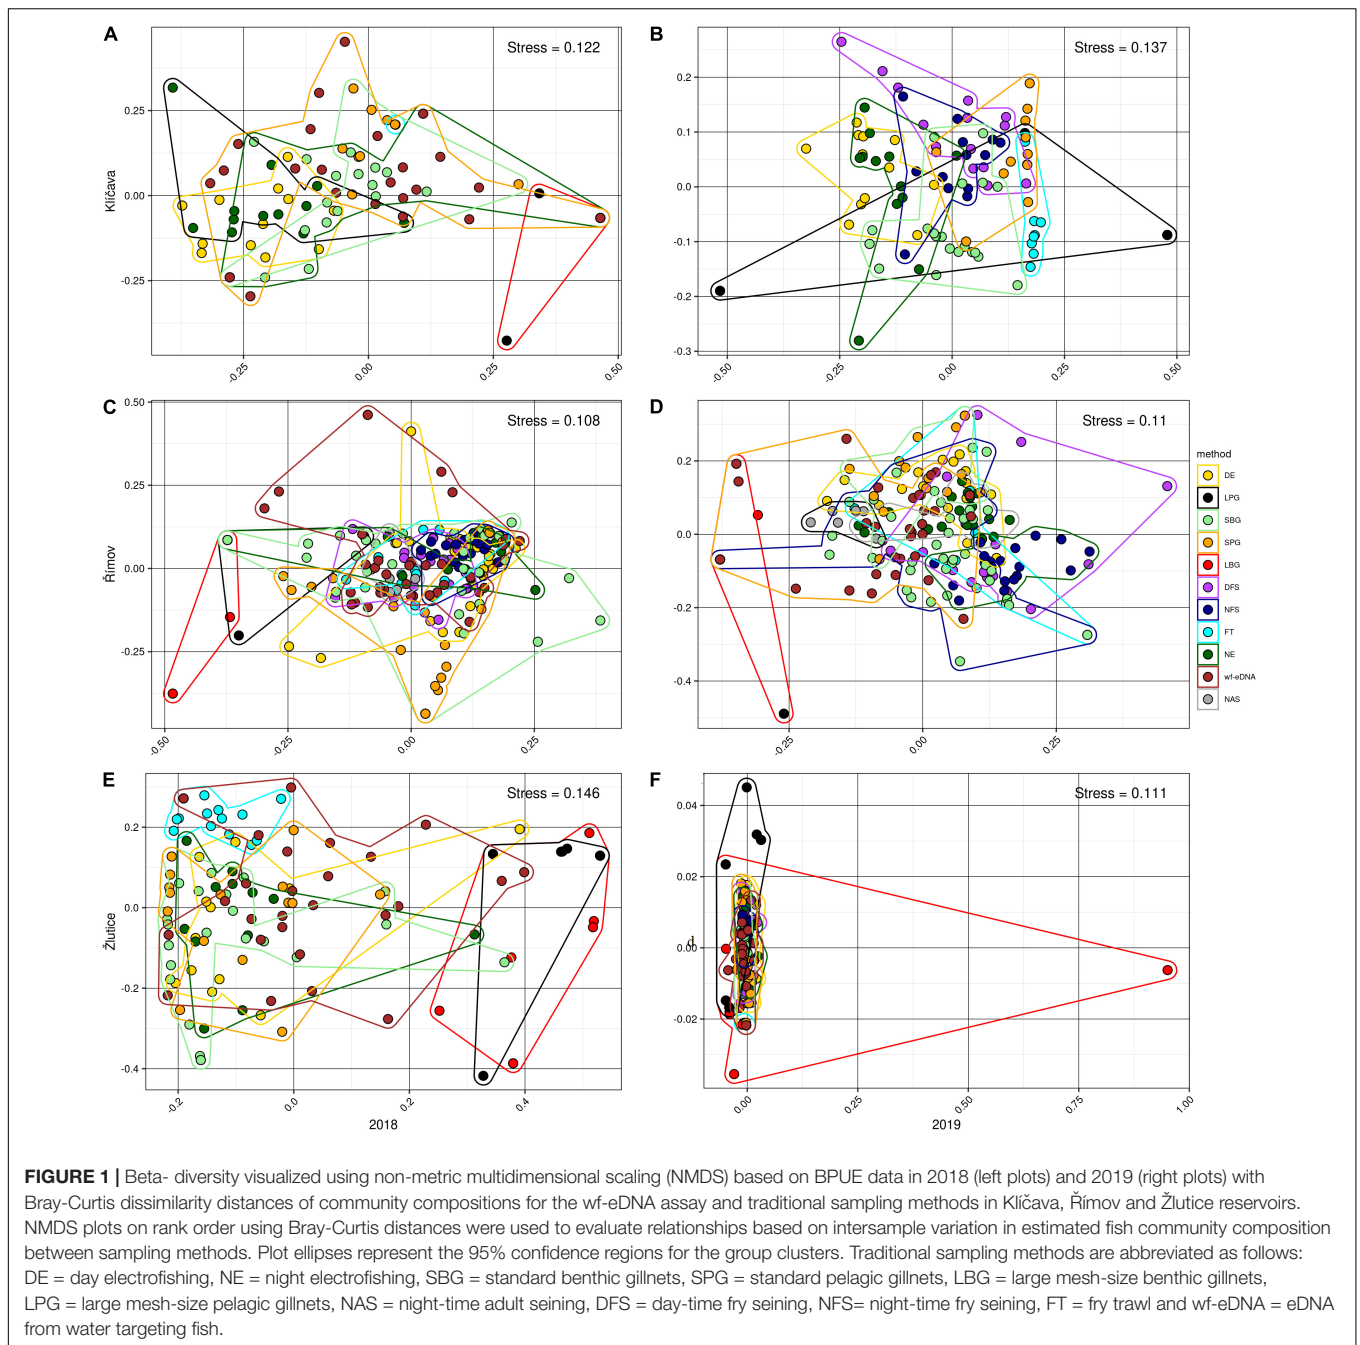 A
Stress = 0.122
0.25
0.00
-0.25
Klíčava
-0.25
0.00
0.25
0.50
B
Stress = 0.137
0.2
0.1
0.0
-0.1
-0.2
-0.3
-0.50
-0.25
0.00
0.25
0.50
C
Stress = 0.108
0.50
0.25
0.00
-0.25
Římov
-0.50
-0.25
0.00
0.25
D
Stress = 0.11
0.2
0.0
-0.2
-0.4
-0.25
0.00
0.25
method
DE
LPG
SBG
SPG
LBG
DFS
NFS
FT
NE
wf-eDNA
NAS
E
Stress = 0.146
0.2
0.0
-0.2
-0.4
Žlutice
-0.2
0.0
0.2
0.4
2018
F
Stress = 0.111
0.04
0.02
0.00
-0.02
0.00
0.25
0.50
0.75
1.00
2019
FIGURE 1 | Beta- diversity visualized using non-metric multidimensional scaling (NMDS) based on BPUE data in 2018 (left plots) and 2019 (right plots) with
Bray-Curtis dissimilarity distances of community compositions for the wf-eDNA assay and traditional sampling methods in Klíčava, Římov and Žlutice reservoirs.
NMDS plots on rank order using Bray-Curtis distances were used to evaluate relationships based on intersample variation in estimated fish community composition
between sampling methods. Plot ellipses represent the 95% confidence regions for the group clusters. Traditional sampling methods are abbreviated as follows:
DE = day electrofishing, NE = night electrofishing, SBG = standard benthic gillnets, SPG = standard pelagic gillnets, LBG = large mesh-size benthic gillnets,
LPG = large mesh-size pelagic gillnets, NAS = night-time adult seining, DFS = day-time fry seining, NFS= night-time fry seining, FT = fry trawl and wf-eDNA = eDNA
from water targeting fish.